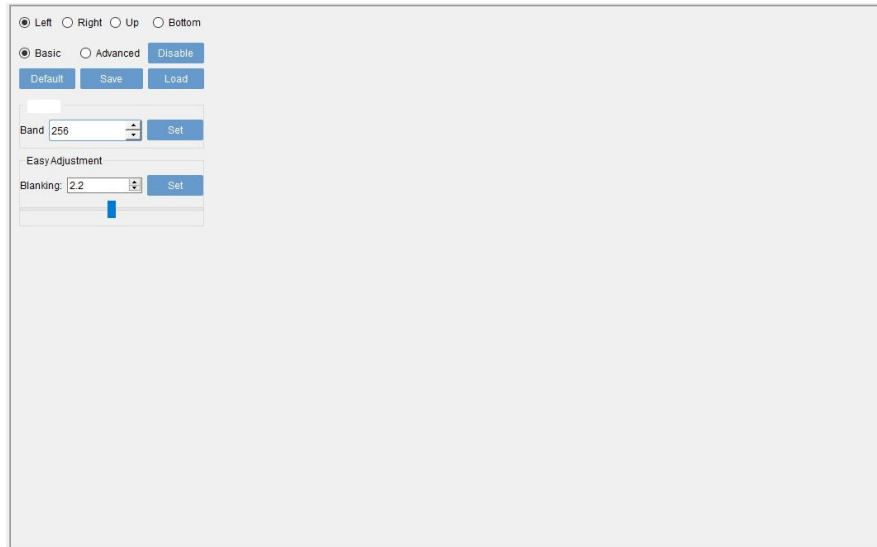 Left Right Up Bottom
Basic Advanced Disable
Default Save Load
Band 256 Set
Easy Adjustment
Blanking: 2.2 Set